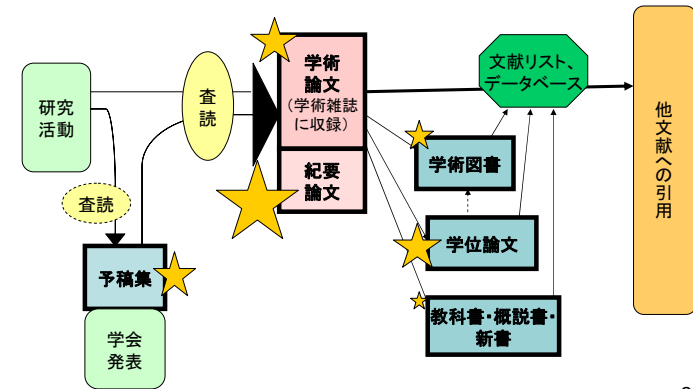 研究
活動
査読
予稿集
学会
発表
査
読
学術
論文
(学術雑誌
に収録)
紀要
論文
文献リスト、
データベース
学術図書
学位論文
教科書・概説書・
新書
他文献への引用